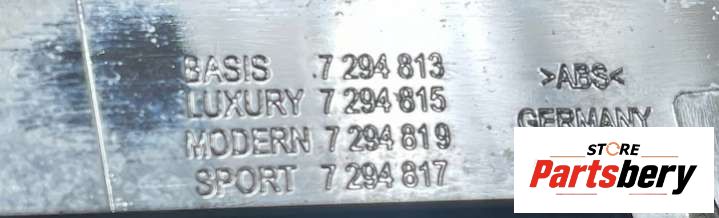 BASIS 7 294 813
LUXURY 7 294 815
MODERN 7 294 819
SPORT 7 294 817
>ABS<
GERMANY
STORE
Partsbery